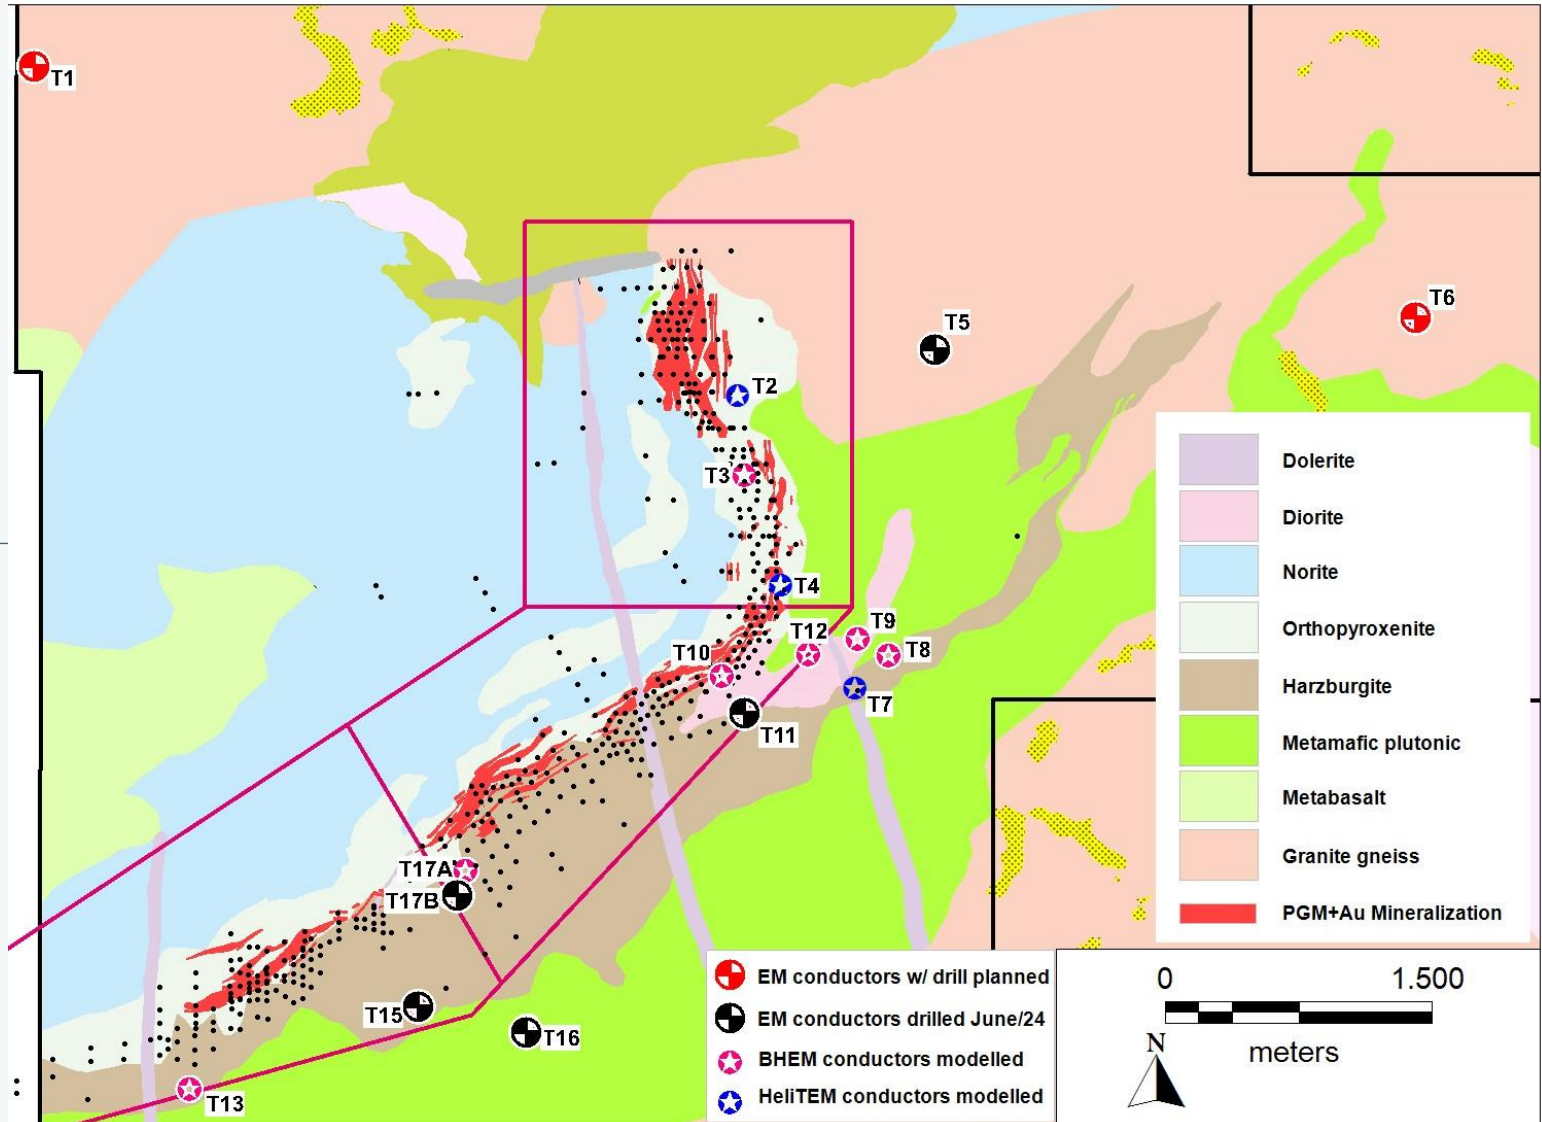 T1
T6
T5
T2
T3
T4
T9
T12
T8
T10
T7
T11
T17A
T17B
T15
T16
T13
Dolerite
Diorite
Norite
Orthopyroxenite
Harzburgite
Metamafic plutonic
Metabasalt
Granite gneiss
PGM+Au Mineralization
EM conductors w/ drill planned
EM conductors drilled June/24
BHEM conductors modelled
HeliTEM conductors modelled
0 1.500
meters
N